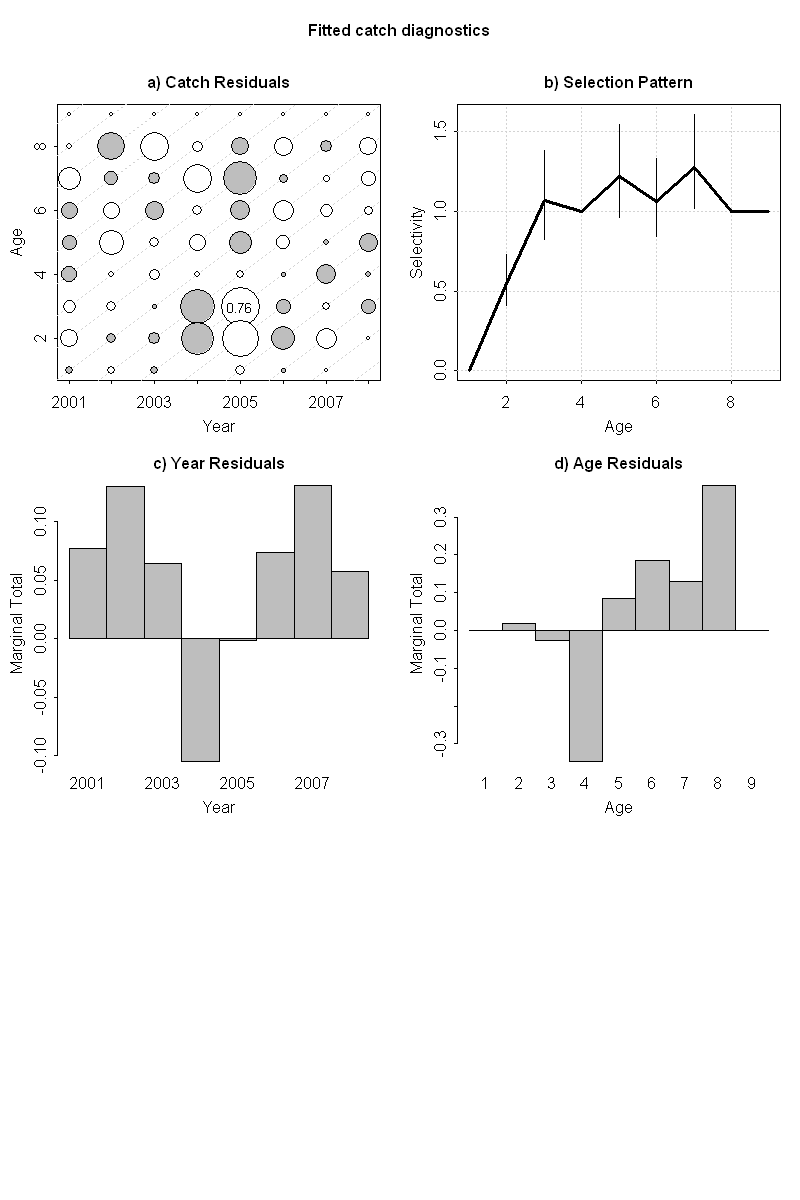 Fitted catch diagnostics
a) Catch Residuals
8
6
4
2
Age
0.76
2001 2003 2005 2007
Year
b) Selection Pattern
1.5
1.0
0.5
0.0
Selectivity
2 4 6 8
Age
c) Year Residuals
0.10
0.05
0.00
-0.05
-0.10
Marginal Total
2001 2003 2005 2007
Year
d) Age Residuals
0.3
0.2
0.1
0.0
-0.1
-0.3
Marginal Total
1 2 3 4 5 6 7 8 9
Age